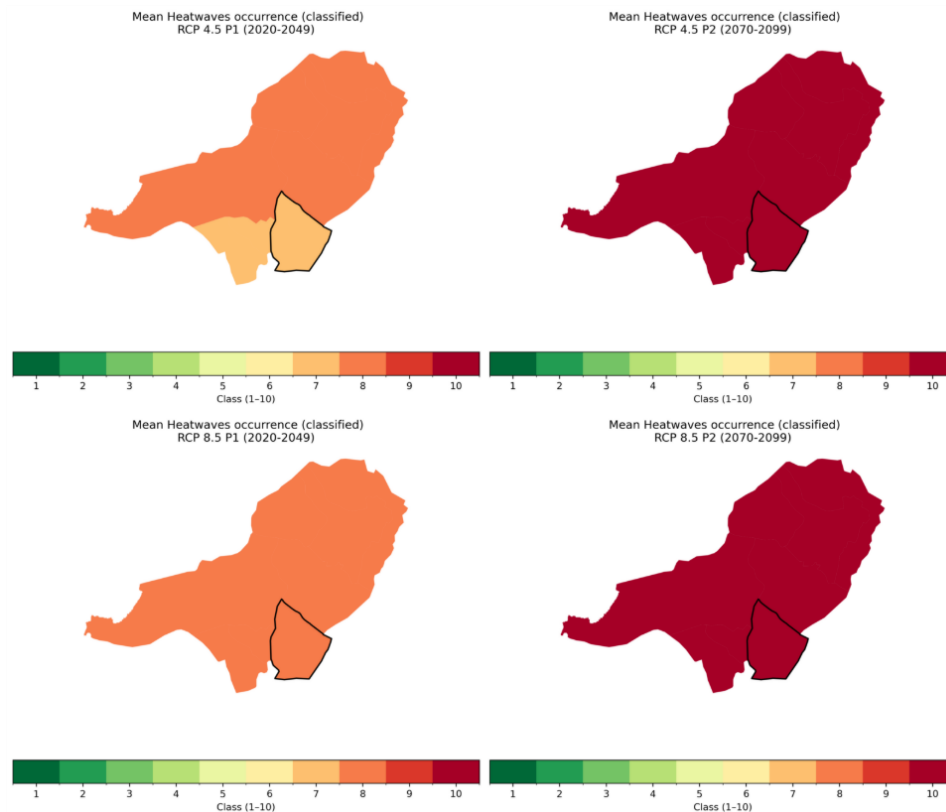 Mean Heatwaves occurrence (classified)
RCP 4.5 P1 (2020-2049)
Mean Heatwaves occurrence (classified)
RCP 4.5 P2 (2070-2099)
1 2 3 4 5 6 7 8 9 10
Class (1–10)
1 2 3 4 5 6 7 8 9 10
Class (1–10)
Mean Heatwaves occurrence (classified)
RCP 8.5 P1 (2020-2049)
Mean Heatwaves occurrence (classified)
RCP 8.5 P2 (2070-2099)
1 2 3 4 5 6 7 8 9 10
Class (1–10)
1 2 3 4 5 6 7 8 9 10
Class (1–10)